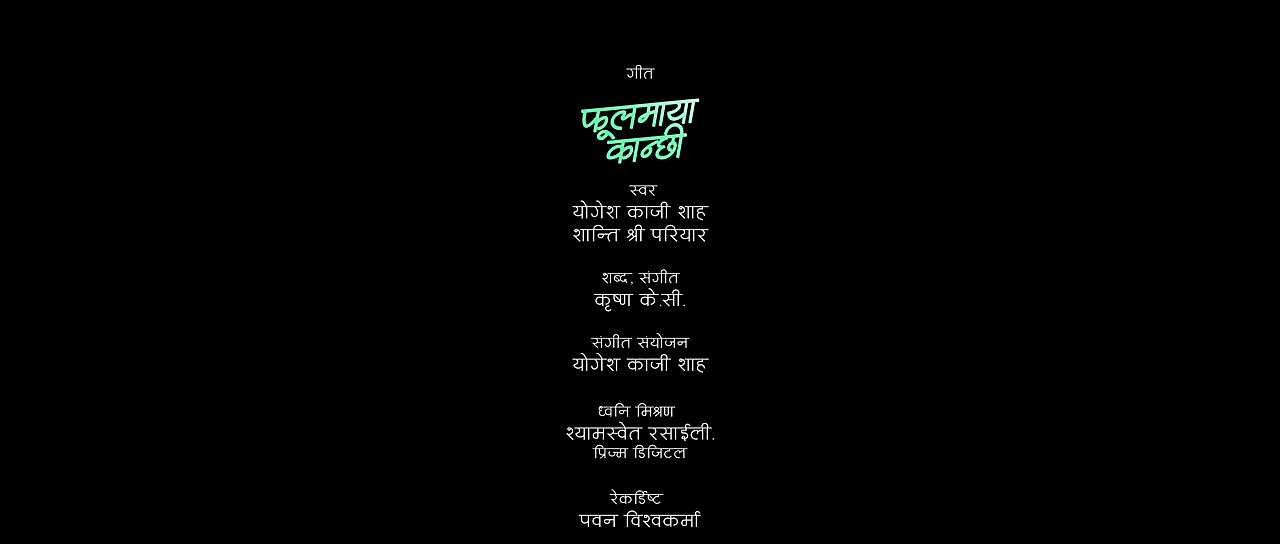 गीत
फूलमाया
कान्छी
स्वर
योगेश काजी शाह
शान्ति श्री परियार
शब्द, संगीत
कृष्ण के.सी.
संगीत संयोजन
योगेश काजी शाह
ध्वनि मिश्रण
श्यामस्वेत रसाईली.
प्रिज्म डिजिटल
रेकर्डिष्ट
पवन विश्वकर्मा